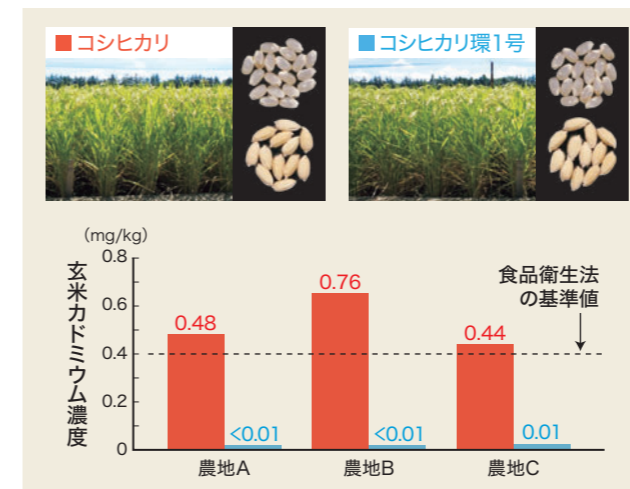 ■コシヒカリ
■コシヒカリ環1号
(mg/kg)
玄米カドミウム濃度
0.8
0.6
0.4
0.2
0
0.48
<0.01
0.76
<0.01
0.44
0.01
食品衛生法
の基準値
農地A
農地B
農地C